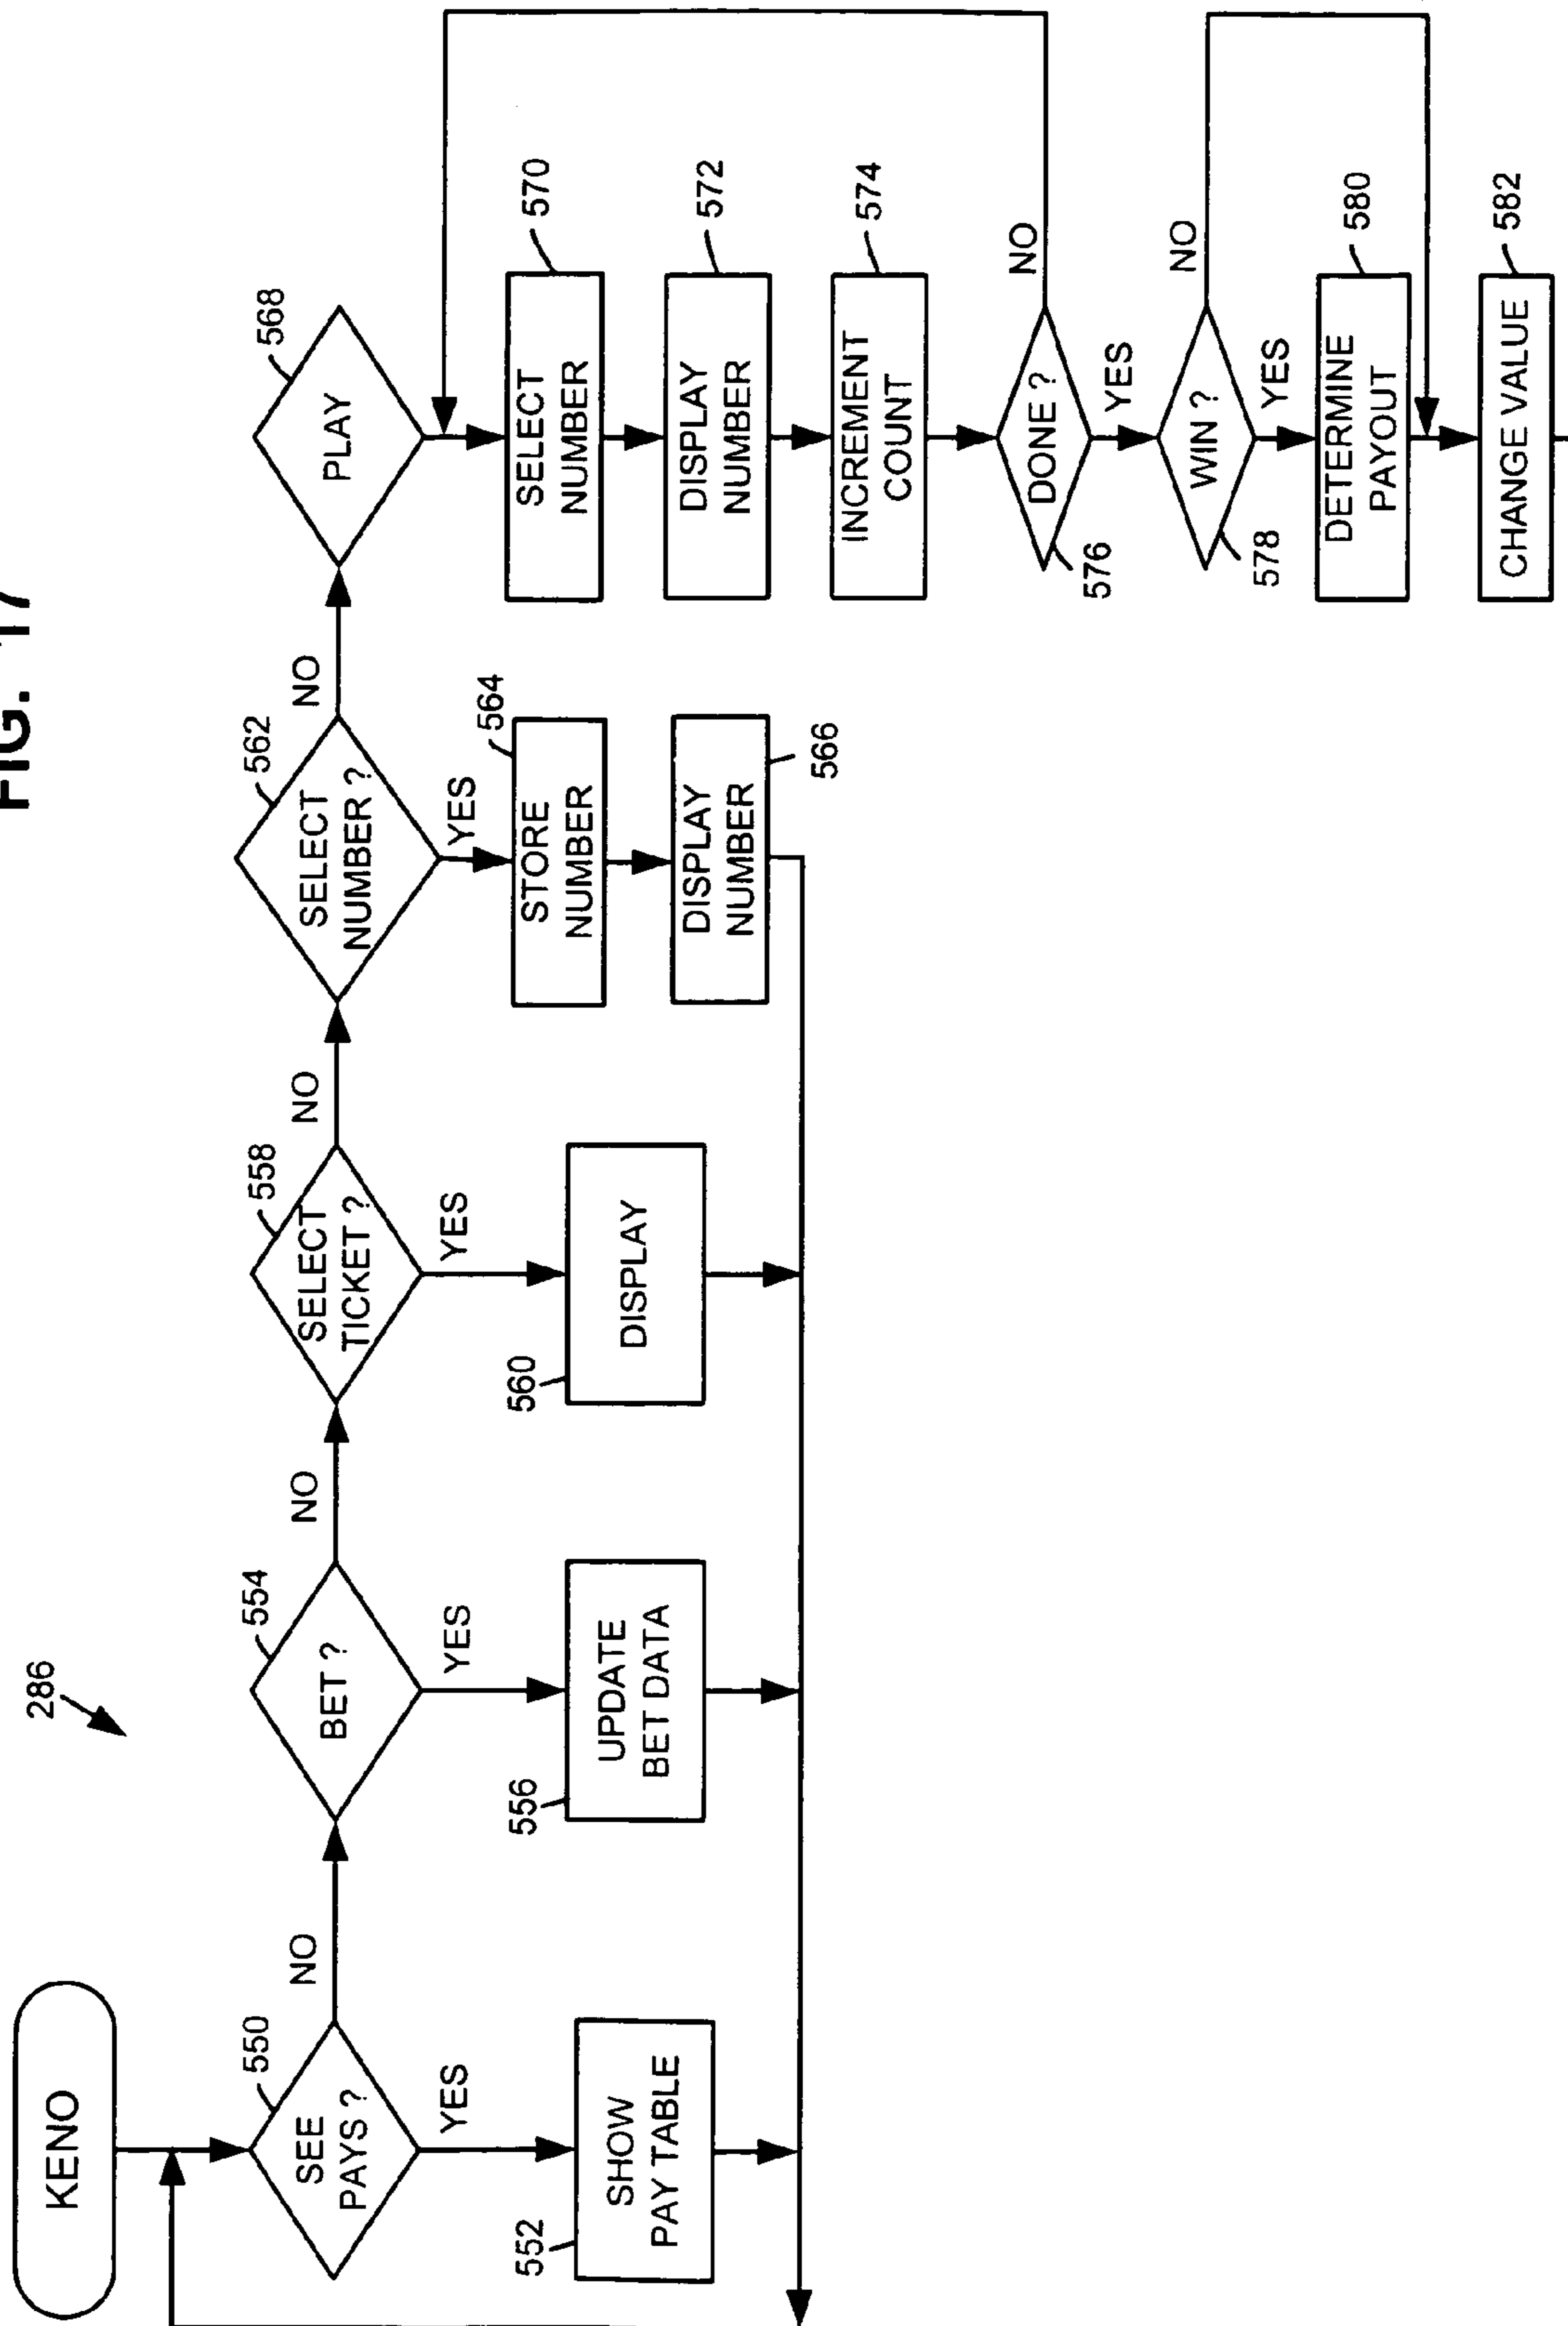 FIG. 17
286
KENO
550
SEE
PAYS ?
NO
YES
552
SHOW
PAY TABLE
554
BET ?
NO
YES
556
UPDATE
BET DATA
558
SELECT
TICKET ?
NO
YES
560
DISPLAY
562
SELECT
NUMBER ?
NO
YES
564
STORE
NUMBER
566
DISPLAY
NUMBER
568
PLAY
570
SELECT
NUMBER
572
DISPLAY
NUMBER
574
INCREMENT
COUNT
576
DONE ?
NO
YES
578
WIN ?
NO
YES
580
DETERMINE
PAYOUT
582
CHANGE VALUE